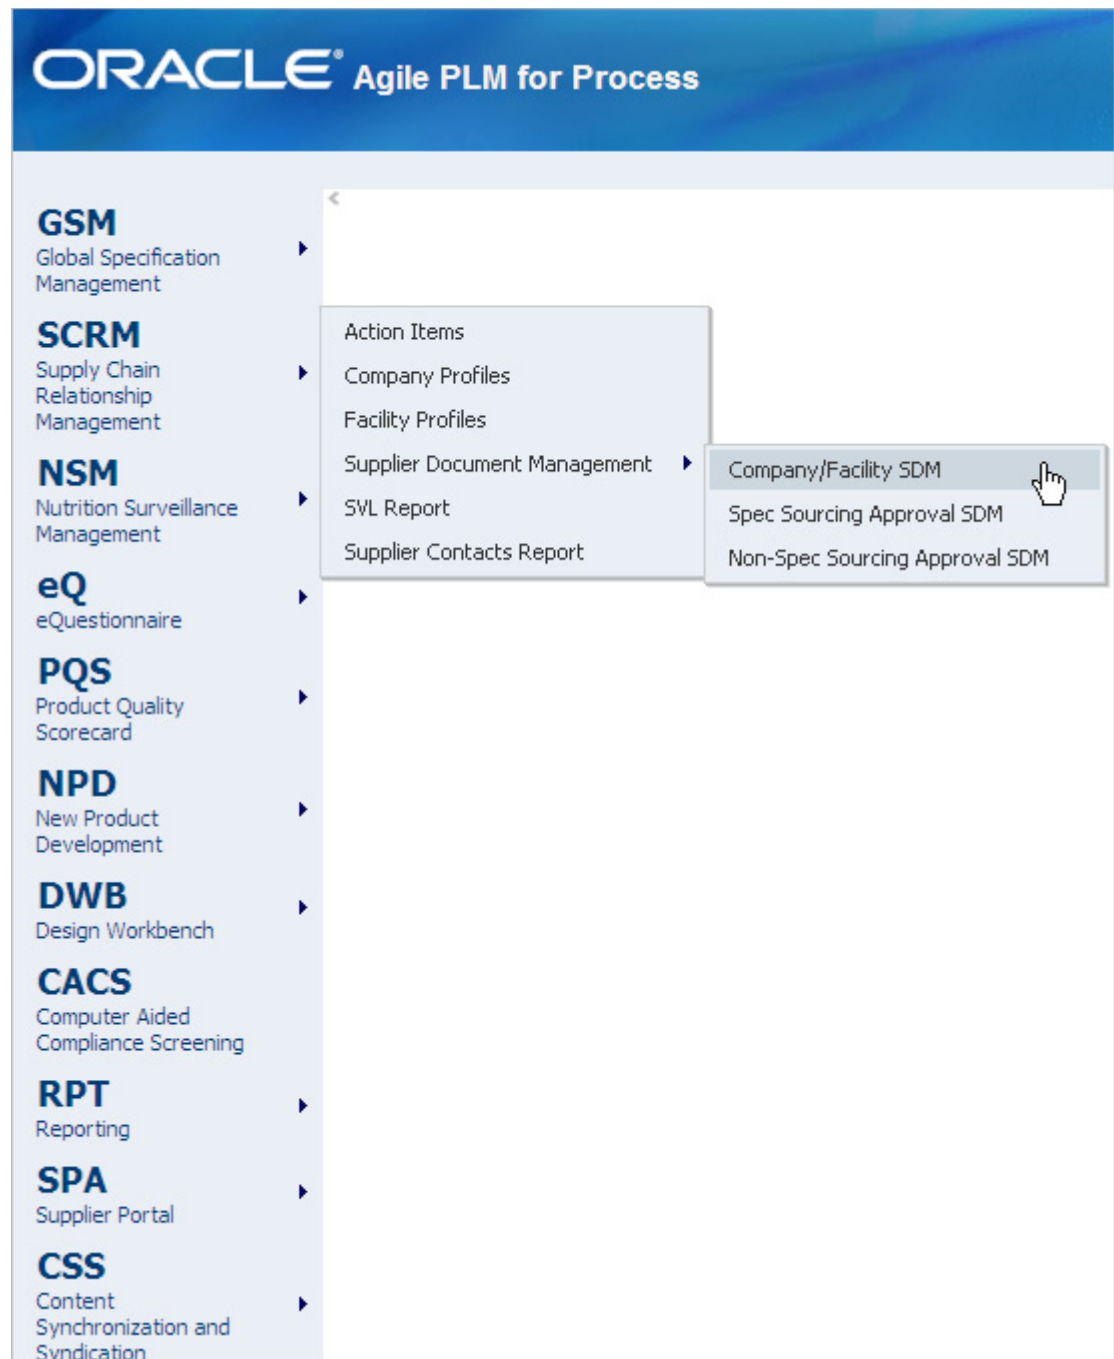 ORACLE® Agile PLM for Process
GSM
Global Specification
Management
SCRM
Supply Chain
Relationship
Management
NSM
Nutrition Surveillance
Management
eQ
eQuestionnaire
PQS
Product Quality
Scorecard
NPD
New Product
Development
DWB
Design Workbench
CACS
Computer Aided
Compliance Screening
RPT
Reporting
SPA
Supplier Portal
CSS
Content
Synchronization and
Syndication
Action Items
Company Profiles
Facility Profiles
Supplier Document Management
SVL Report
Supplier Contacts Report
Company/Facility SDM
Spec Sourcing Approval SDM
Non-Spec Sourcing Approval SDM